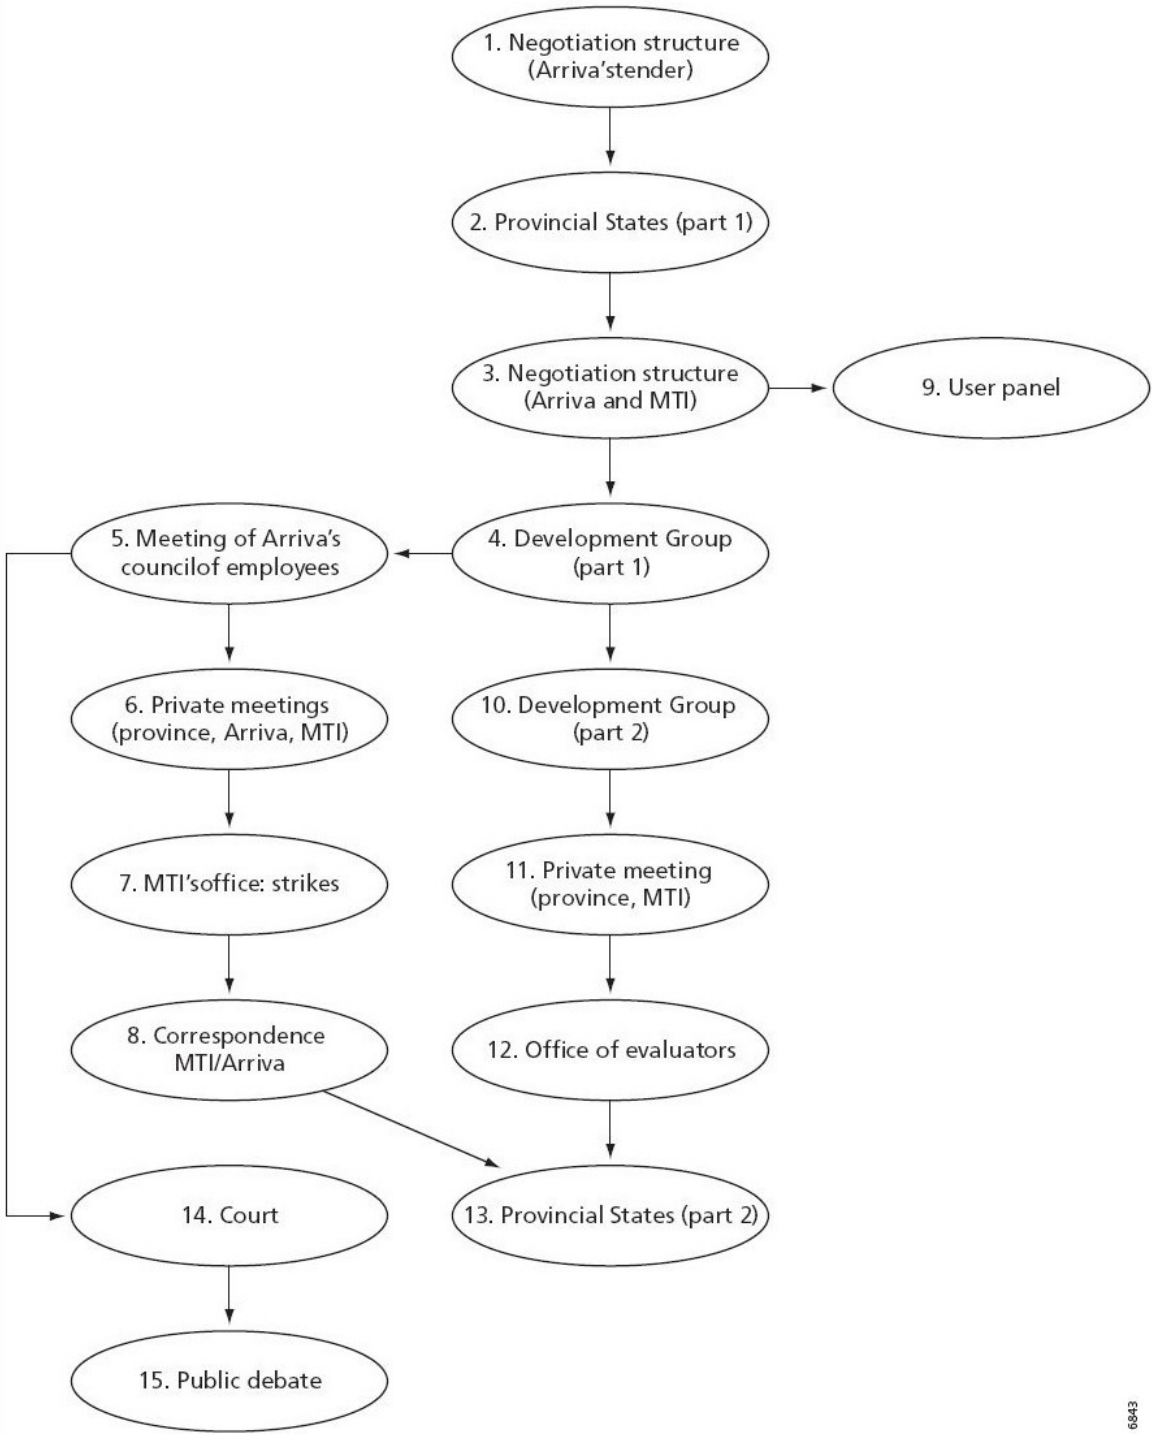 1. Negotiation structure
(Arriva'stender)
2. Provincial States (part 1)
3. Negotiation structure
(Arriva and MTI)
9. User panel
5. Meeting of Arriva's
councilof employees
4. Development Group
(part 1)
6. Private meetings
(province, Arriva, MTI)
10. Development Group
(part 2)
7. MTI'soffice: strikes
11. Private meeting
(province, MTI)
8. Correspondence
MTI/Arriva
12. Office of evaluators
14. Court
13. Provincial States (part 2)
15. Public debate
6843